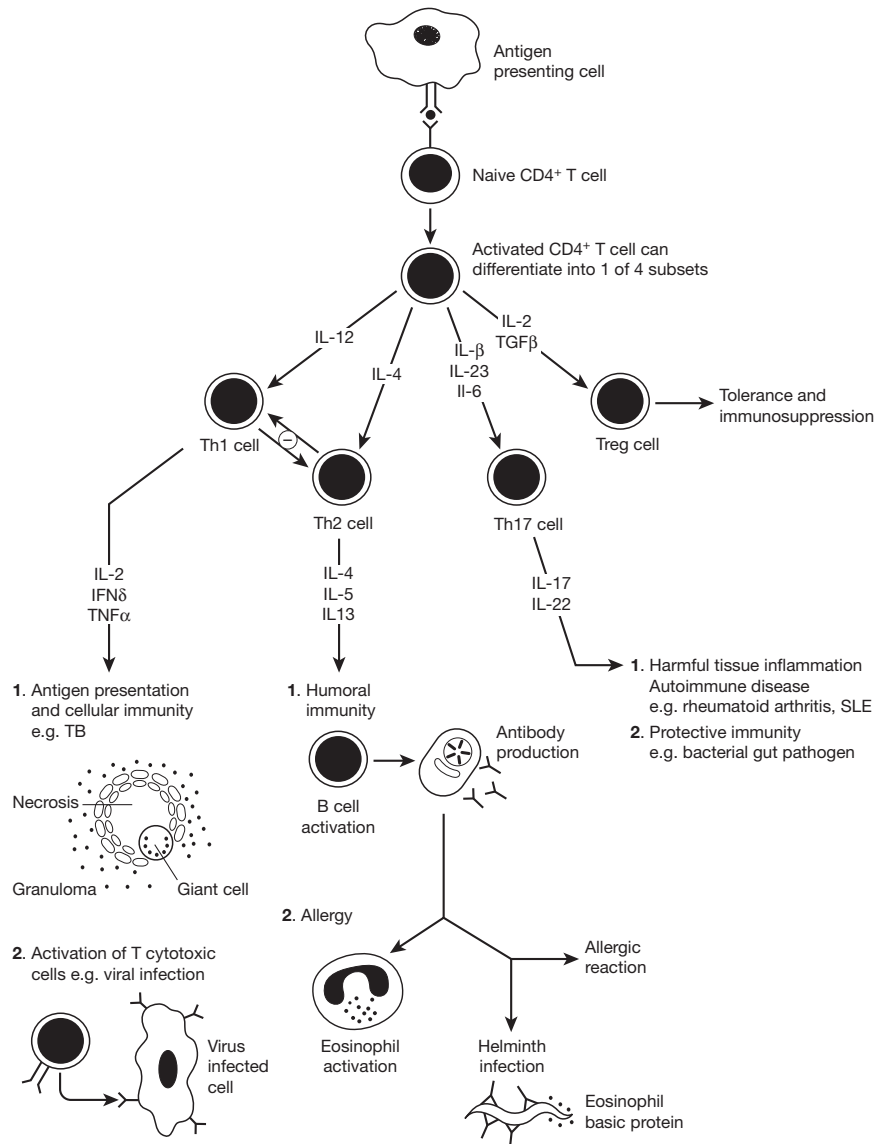 Antigen
presenting cell
Naive CD4⁺ T cell
Activated CD4⁺ T cell can
differentiate into 1 of 4 subsets
IL-12
IL-4
IL-β
IL-23
Il-6
IL-2
TGFβ
Th1 cell
−
Th2 cell
Th17 cell
Treg cell
Tolerance and
immunosuppression
IL-2
IFNδ
TNFα
IL-4
IL-5
IL13
IL-17
IL-22
1. Antigen presentation
and cellular immunity
e.g. TB
Necrosis
Granuloma
Giant cell
2. Activation of T cytotoxic
cells e.g. viral infection
Virus
infected
cell
1. Humoral
immunity
B cell
activation
Antibody
production
2. Allergy
Eosinophil
activation
Allergic
reaction
Helminth
infection
Eosinophil
basic protein
1. Harmful tissue inflammation
Autoimmune disease
e.g. rheumatoid arthritis, SLE
2. Protective immunity
e.g. bacterial gut pathogen